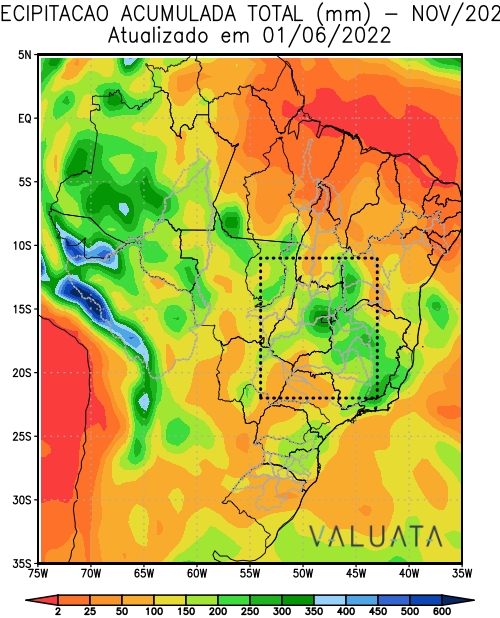 ECIPITACAO ACUMULADA TOTAL (mm) – NOV/202
Atualizado em 01/06/2022
5N
EQ
5S
10S
15S
20S
25S
30S
35S
75W 70W 65W 60W 55W 50W 45W 40W 35W
VALUATA
2 25 50 100 150 200 250 300 350 400 450 500 600